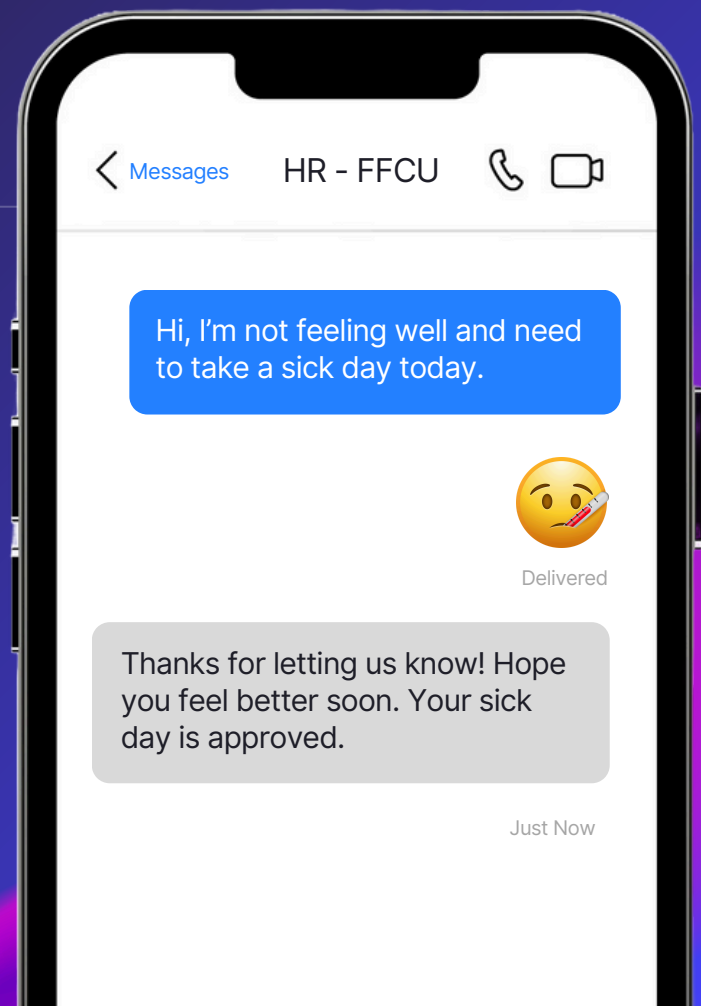 Messages
HR - FFCU
Hi, I’m not feeling well and need
to take a sick day today.
Delivered
Thanks for letting us know! Hope
you feel better soon. Your sick
day is approved.
Just Now